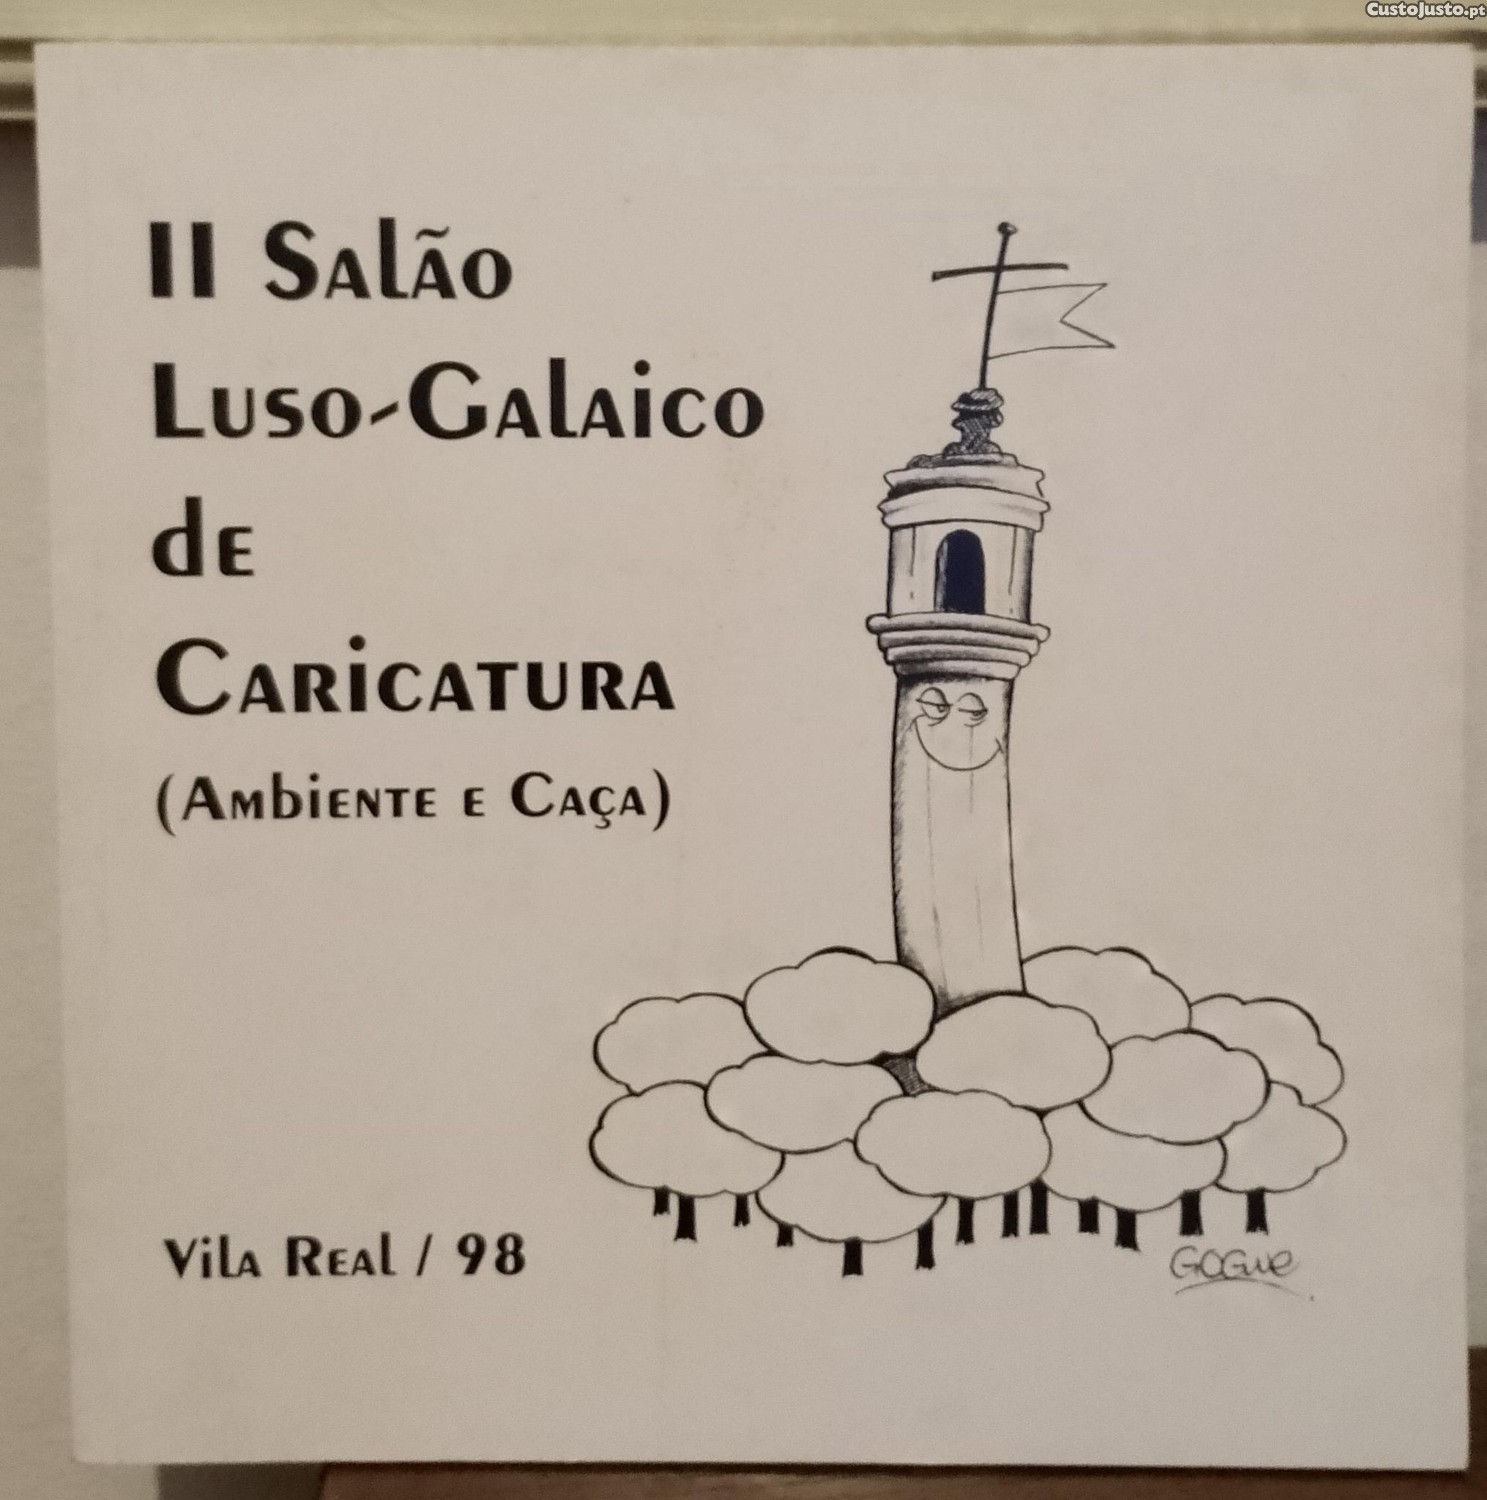 CustoJusto.pt
II Salão
Luso-Galaico
de
Caricatura
(Ambiente e Caça)
Vila Real / 98
GOGUE